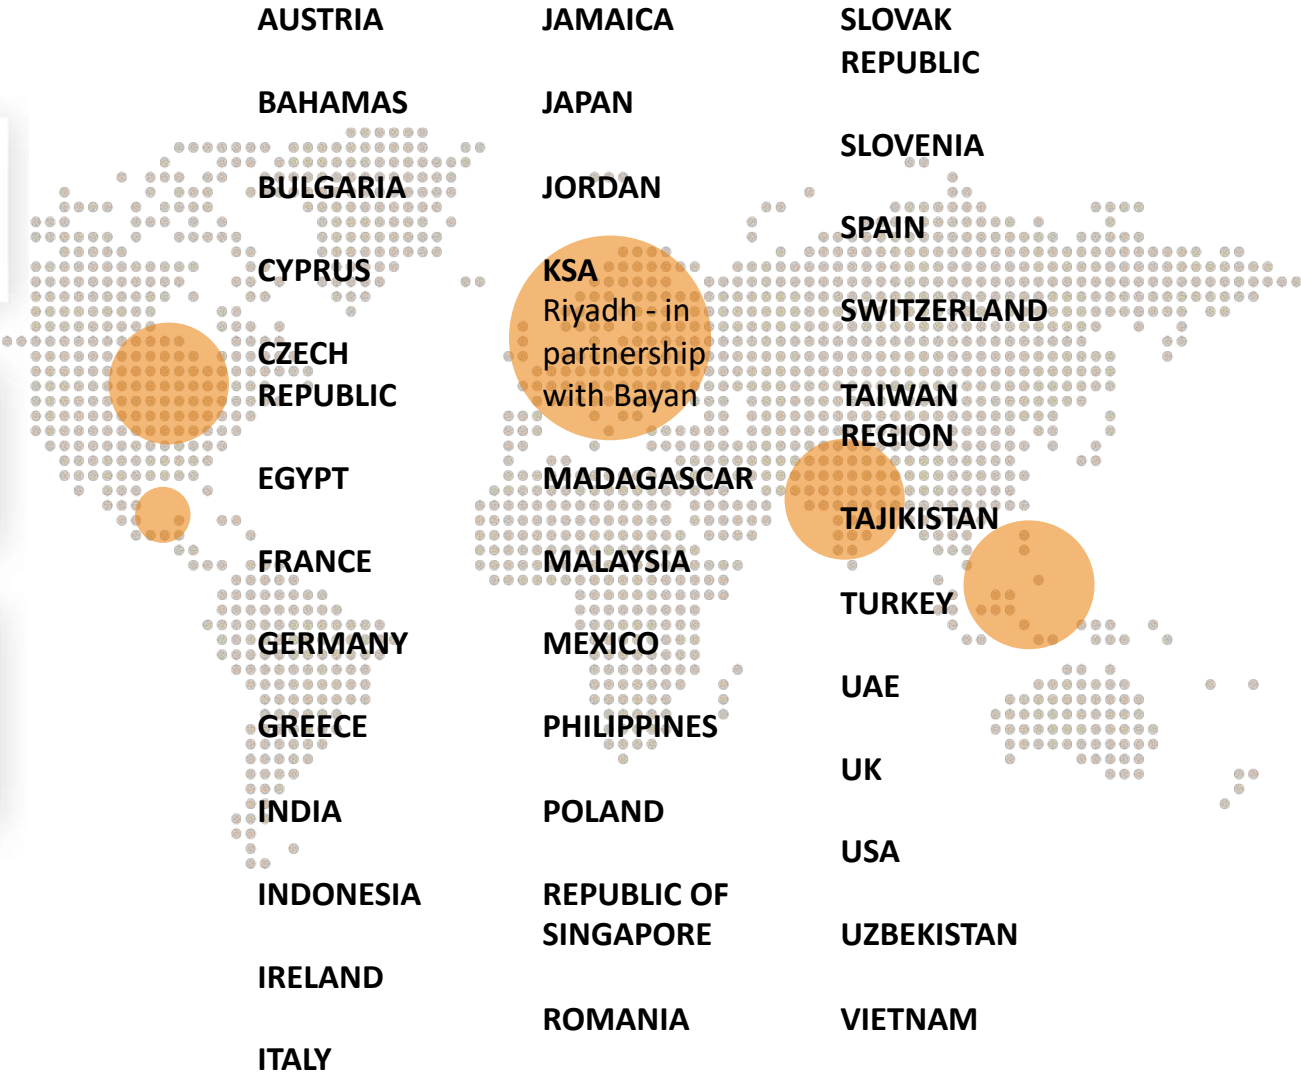 AUSTRIA
BAHAMAS
BULGARIA
CYPRUS
CZECH
REPUBLIC
EGYPT
FRANCE
GERMANY
GREECE
INDIA
INDONESIA
IRELAND
ITALY
JAMAICA
JAPAN
JORDAN
KSA
Riyadh - in
partnership
with Bayan
MADAGASCAR
MALAYSIA
MEXICO
PHILIPPINES
POLAND
REPUBLIC OF
SINGAPORE
ROMANIA
SLOVAK
REPUBLIC
SLOVENIA
SPAIN
SWITZERLAND
TAIWAN
REGION
TAJIKISTAN
TURKEY
UAE
UK
USA
UZBEKISTAN
VIETNAM